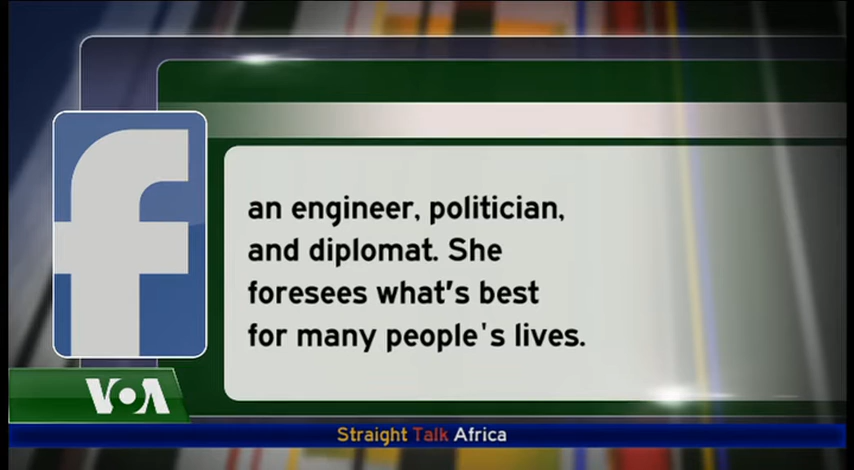 an engineer, politician,
and diplomat. She
foresees what's best
for many people's lives.
VOA
Straight Talk Africa